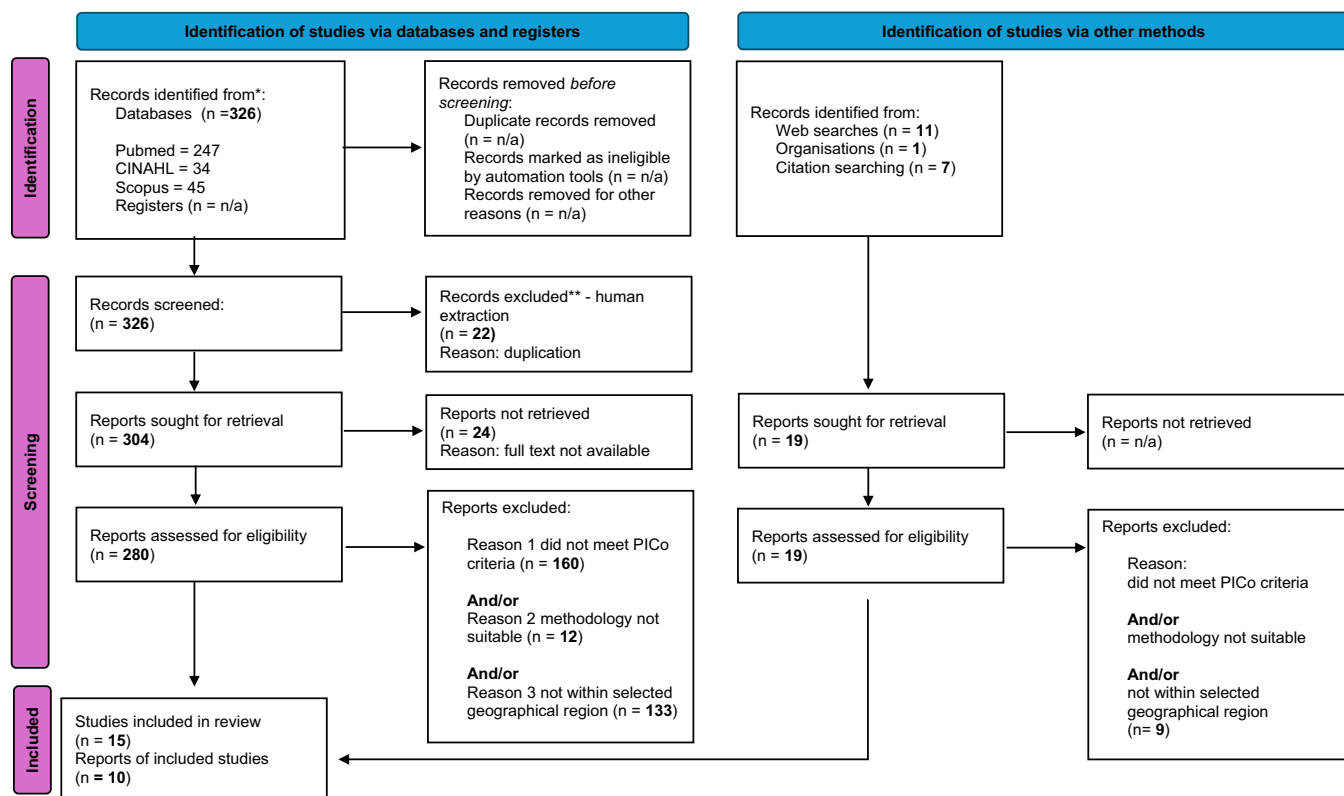 Identification of studies via databases and registers
Identification of studies via other methods
Identification
Records identified from*:
Databases (n =326)
Pubmed = 247
CINAHL = 34
Scopus = 45
Registers (n = n/a)
Records removed before
screening:
Duplicate records removed
(n = n/a)
Records marked as ineligible
by automation tools (n = n/a)
Records removed for other
reasons (n = n/a)
Records identified from:
Web searches (n = 11)
Organisations (n = 1)
Citation searching (n = 7)
Screening
Records screened:
(n = 326)
Records excluded** - human
extraction
(n = 22)
Reason: duplication
Reports sought for retrieval
(n = 304)
Reports not retrieved
(n = 24)
Reason: full text not available
Reports sought for retrieval
(n = 19)
Reports not retrieved
(n = n/a)
Reports assessed for eligibility
(n = 280)
Reports excluded:
Reason 1 did not meet PICo
criteria (n = 160)
And/or
Reason 2 methodology not
suitable (n = 12)
And/or
Reason 3 not within selected
geographical region (n = 133)
Reports assessed for eligibility
(n = 19)
Reports excluded:
Reason:
did not meet PICo criteria
And/or
methodology not suitable
And/or
not within selected
geographical region
(n= 9)
Included
Studies included in review
(n = 15)
Reports of included studies
(n = 10)